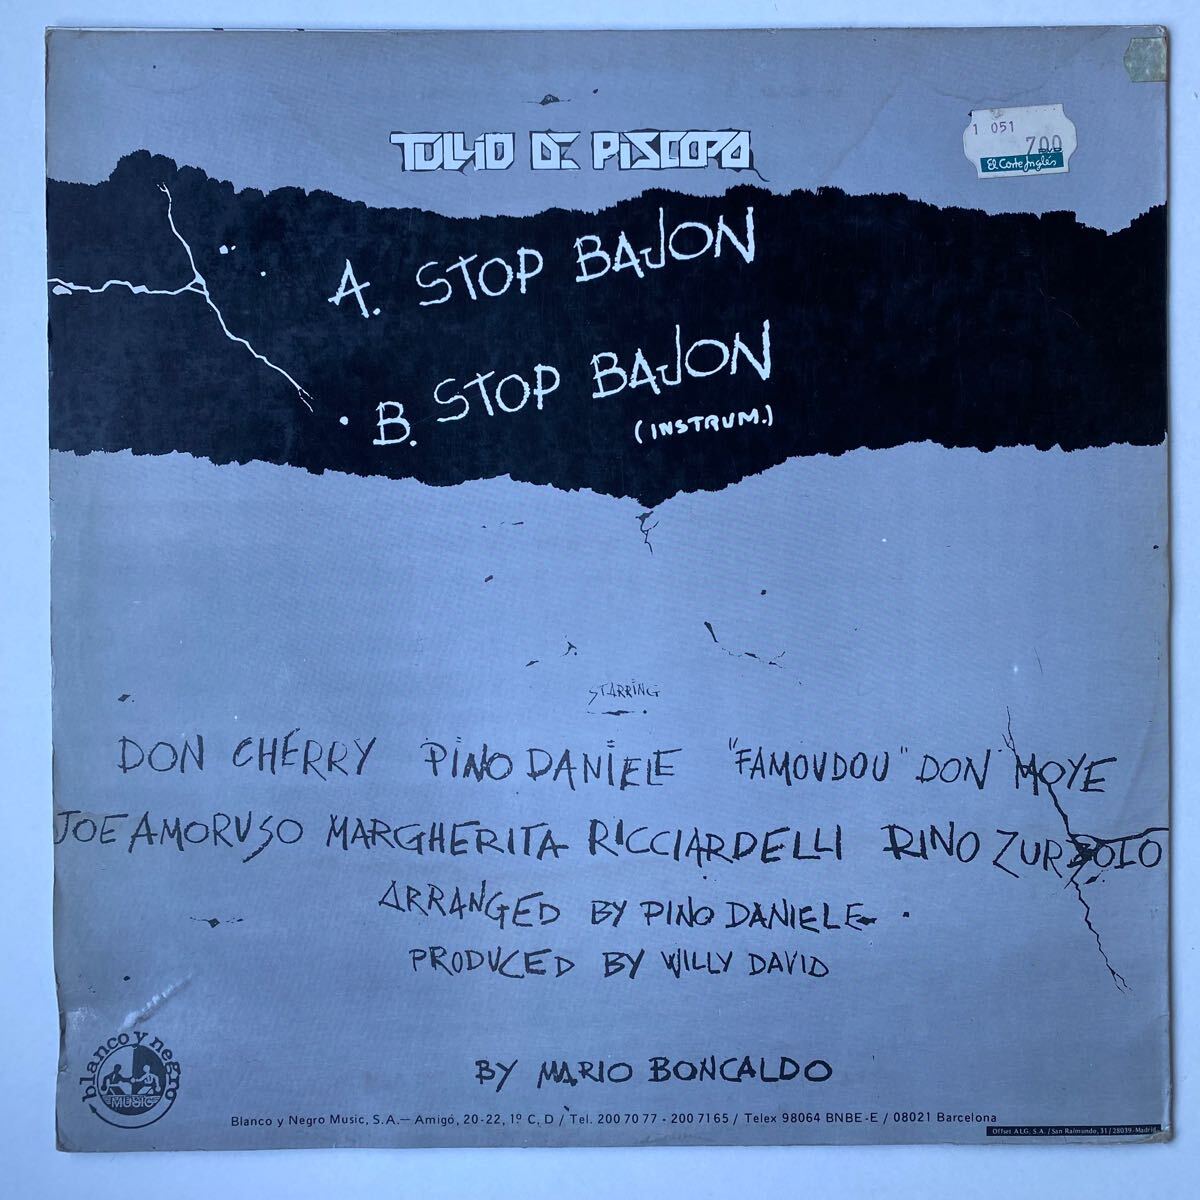 TULLIO DE PISCOPO
1 051
700
El Corte Inglés
A. STOP BAJON
B. STOP BAJON
(INSTRUM.)
STARRING
DON CHERRY PINO DANIELE "FAMOUDOU" DON MOYE
JOE AMORUSO MARGHERITA RICCIARDELLI RINO ZURZOLO
ARRANGED BY PINO DANIELE
PRODUCED BY WILLY DAVID
BY MARIO BONCALDO
blanco y negro
MUSIC
Blanco y Negro Music, S.A.— Amigó, 20-22, 1º C, D / Tel. 200 70 77 - 200 71 65 / Telex 98064 BNBE-E / 08021 Barcelona
Offset A.L.G. S.A. / San Raimundo, 31 / 28039-Madrid